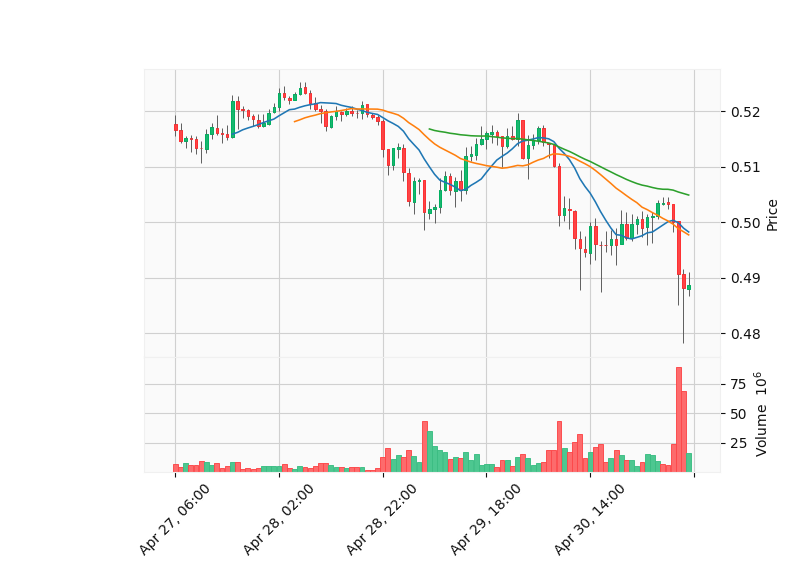 0.52
0.51
0.50
0.49
0.48
Price
75
50
25
Volume 10^6
Apr 27, 06:00
Apr 28, 02:00
Apr 28, 22:00
Apr 29, 18:00
Apr 30, 14:00